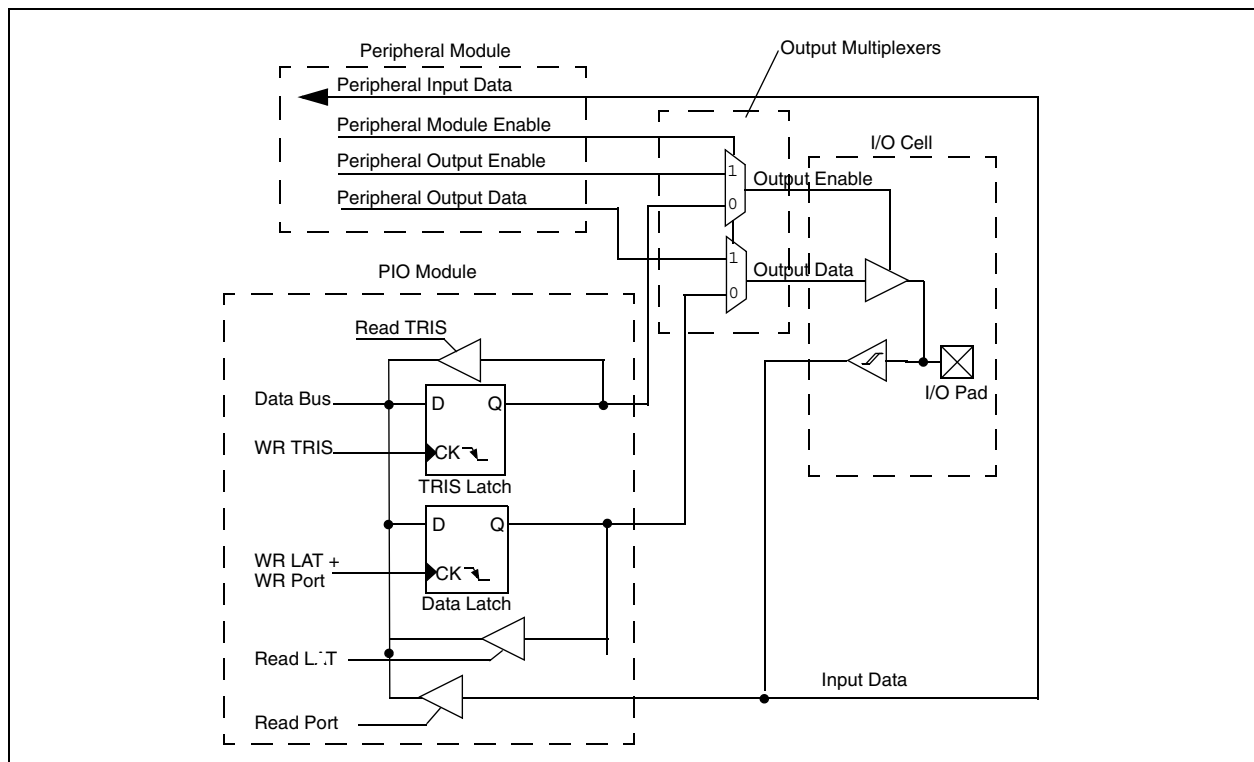 Output Multiplexers
Peripheral Module
Peripheral Input Data
Peripheral Module Enable
I/O Cell
Peripheral Output Enable
1
Output Enable
Peripheral Output Data
0
1
PIO Module
Output Data
0
Read TRIS
I/O Pad
Data Bus
D
Q
WR TRIS
CK
TRIS Latch
D
Q
WR LAT +
WR Port
CK
Data Latch
Read
Input Data
Read Port